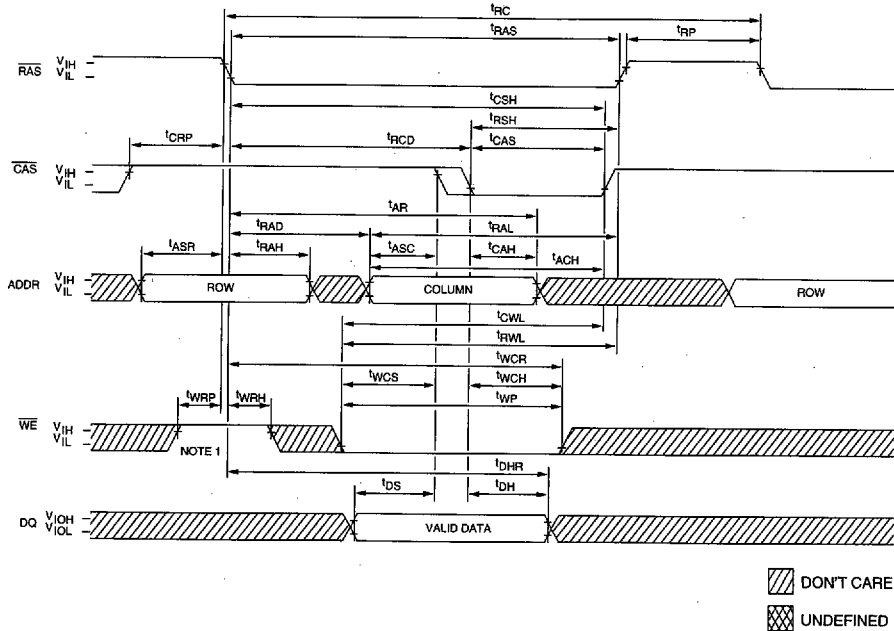 tRC
tRAS
tRP
RAS
VIH
VIL
tCSH
tRSH
tCRP
tRCD
tCAS
CAS
VIH
VIL
tAR
tRAD
tRAL
tASR
tRAH
tASC
tCAH
tACH
ADDR
VIH
VIL
ROW
COLUMN
ROW
tCWL
tRWL
tWCR
tWCS
tWCH
tWRP
tWRH
tWP
WE
VIH
VIL
NOTE 1
tDHR
tDS
tDH
DQ
VIOH
VIOL
VALID DATA
DON'T CARE
UNDEFINED